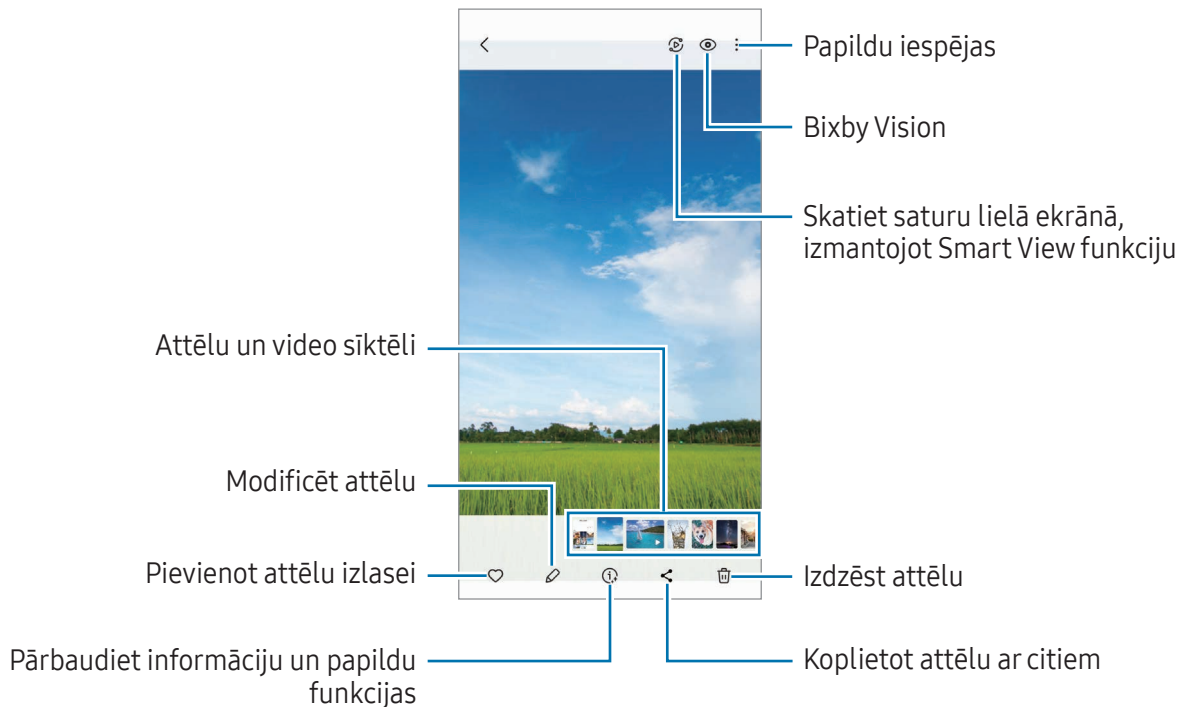 Papildu iespējas
Bixby Vision
Skatiet saturu lielā ekrānā,
izmantojot Smart View funkciju
Attēlu un video sīktēli
Modificēt attēlu
Pievienot attēlu izlasei
Izdzēst attēlu
Pārbaudiet informāciju un papildu
funkcijas
Koplietot attēlu ar citiem